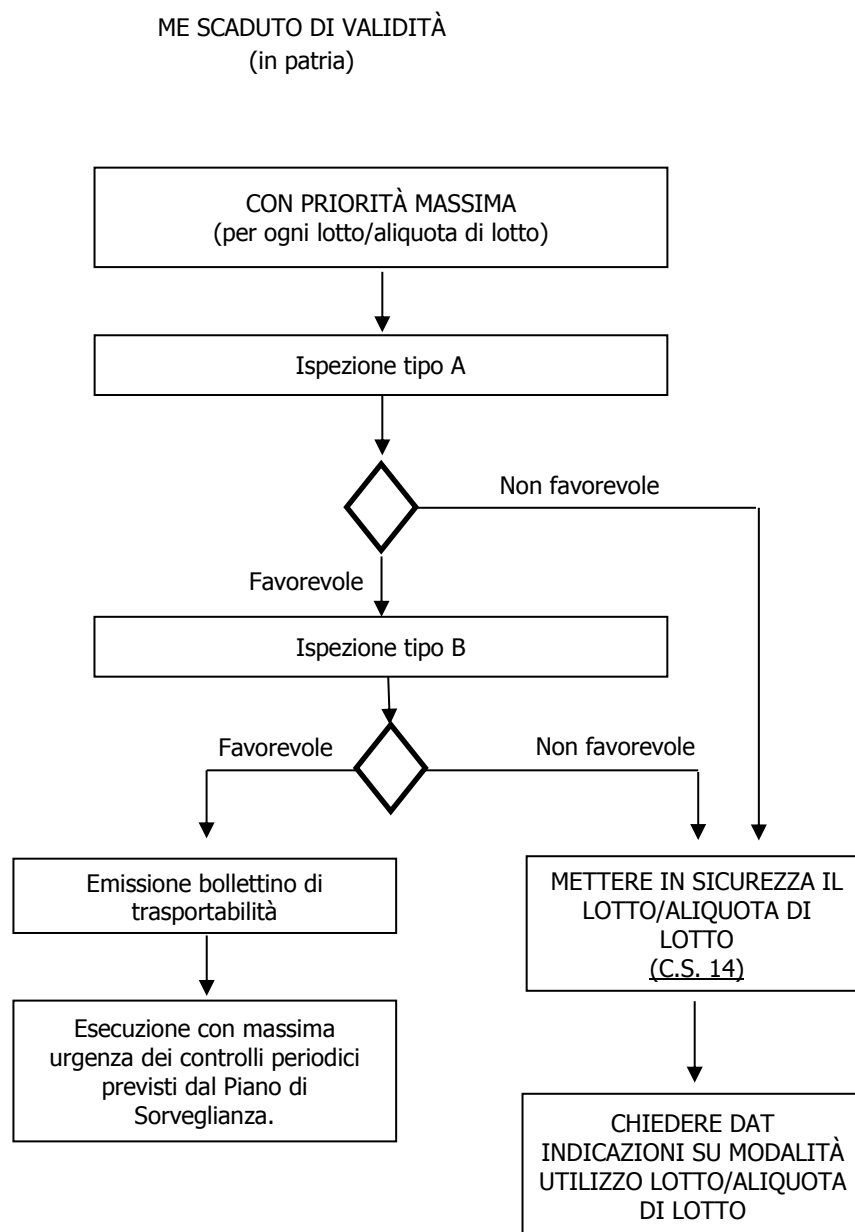 ME SCADUTO DI VALIDITÀ
(in patria)
CON PRIORITÀ MASSIMA
(per ogni lotto/aliquota di lotto)
Ispezione tipo A
Non favorevole
Favorevole
Ispezione tipo B
Favorevole
Non favorevole
Emissione bollettino di
trasportabilità
METTERE IN SICUREZZA IL
LOTTO/ALIQUOTA DI
LOTTO
(C.S. 14)
Esecuzione con massima
urgenza dei controlli periodici
previsti dal Piano di
Sorveglianza.
CHIEDERE DAT
INDICAZIONI SU MODALITÀ
UTILIZZO LOTTO/ALIQUOTA
DI LOTTO